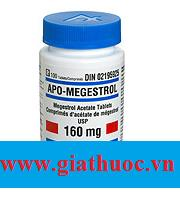 100 Tablets/Comprimés DIN 02195925
APO-MEGESTROL
Megestrol Acetate Tablets
Comprimés d'acétate de mégestrol
USP
160 mg
www.giathuoc.vn